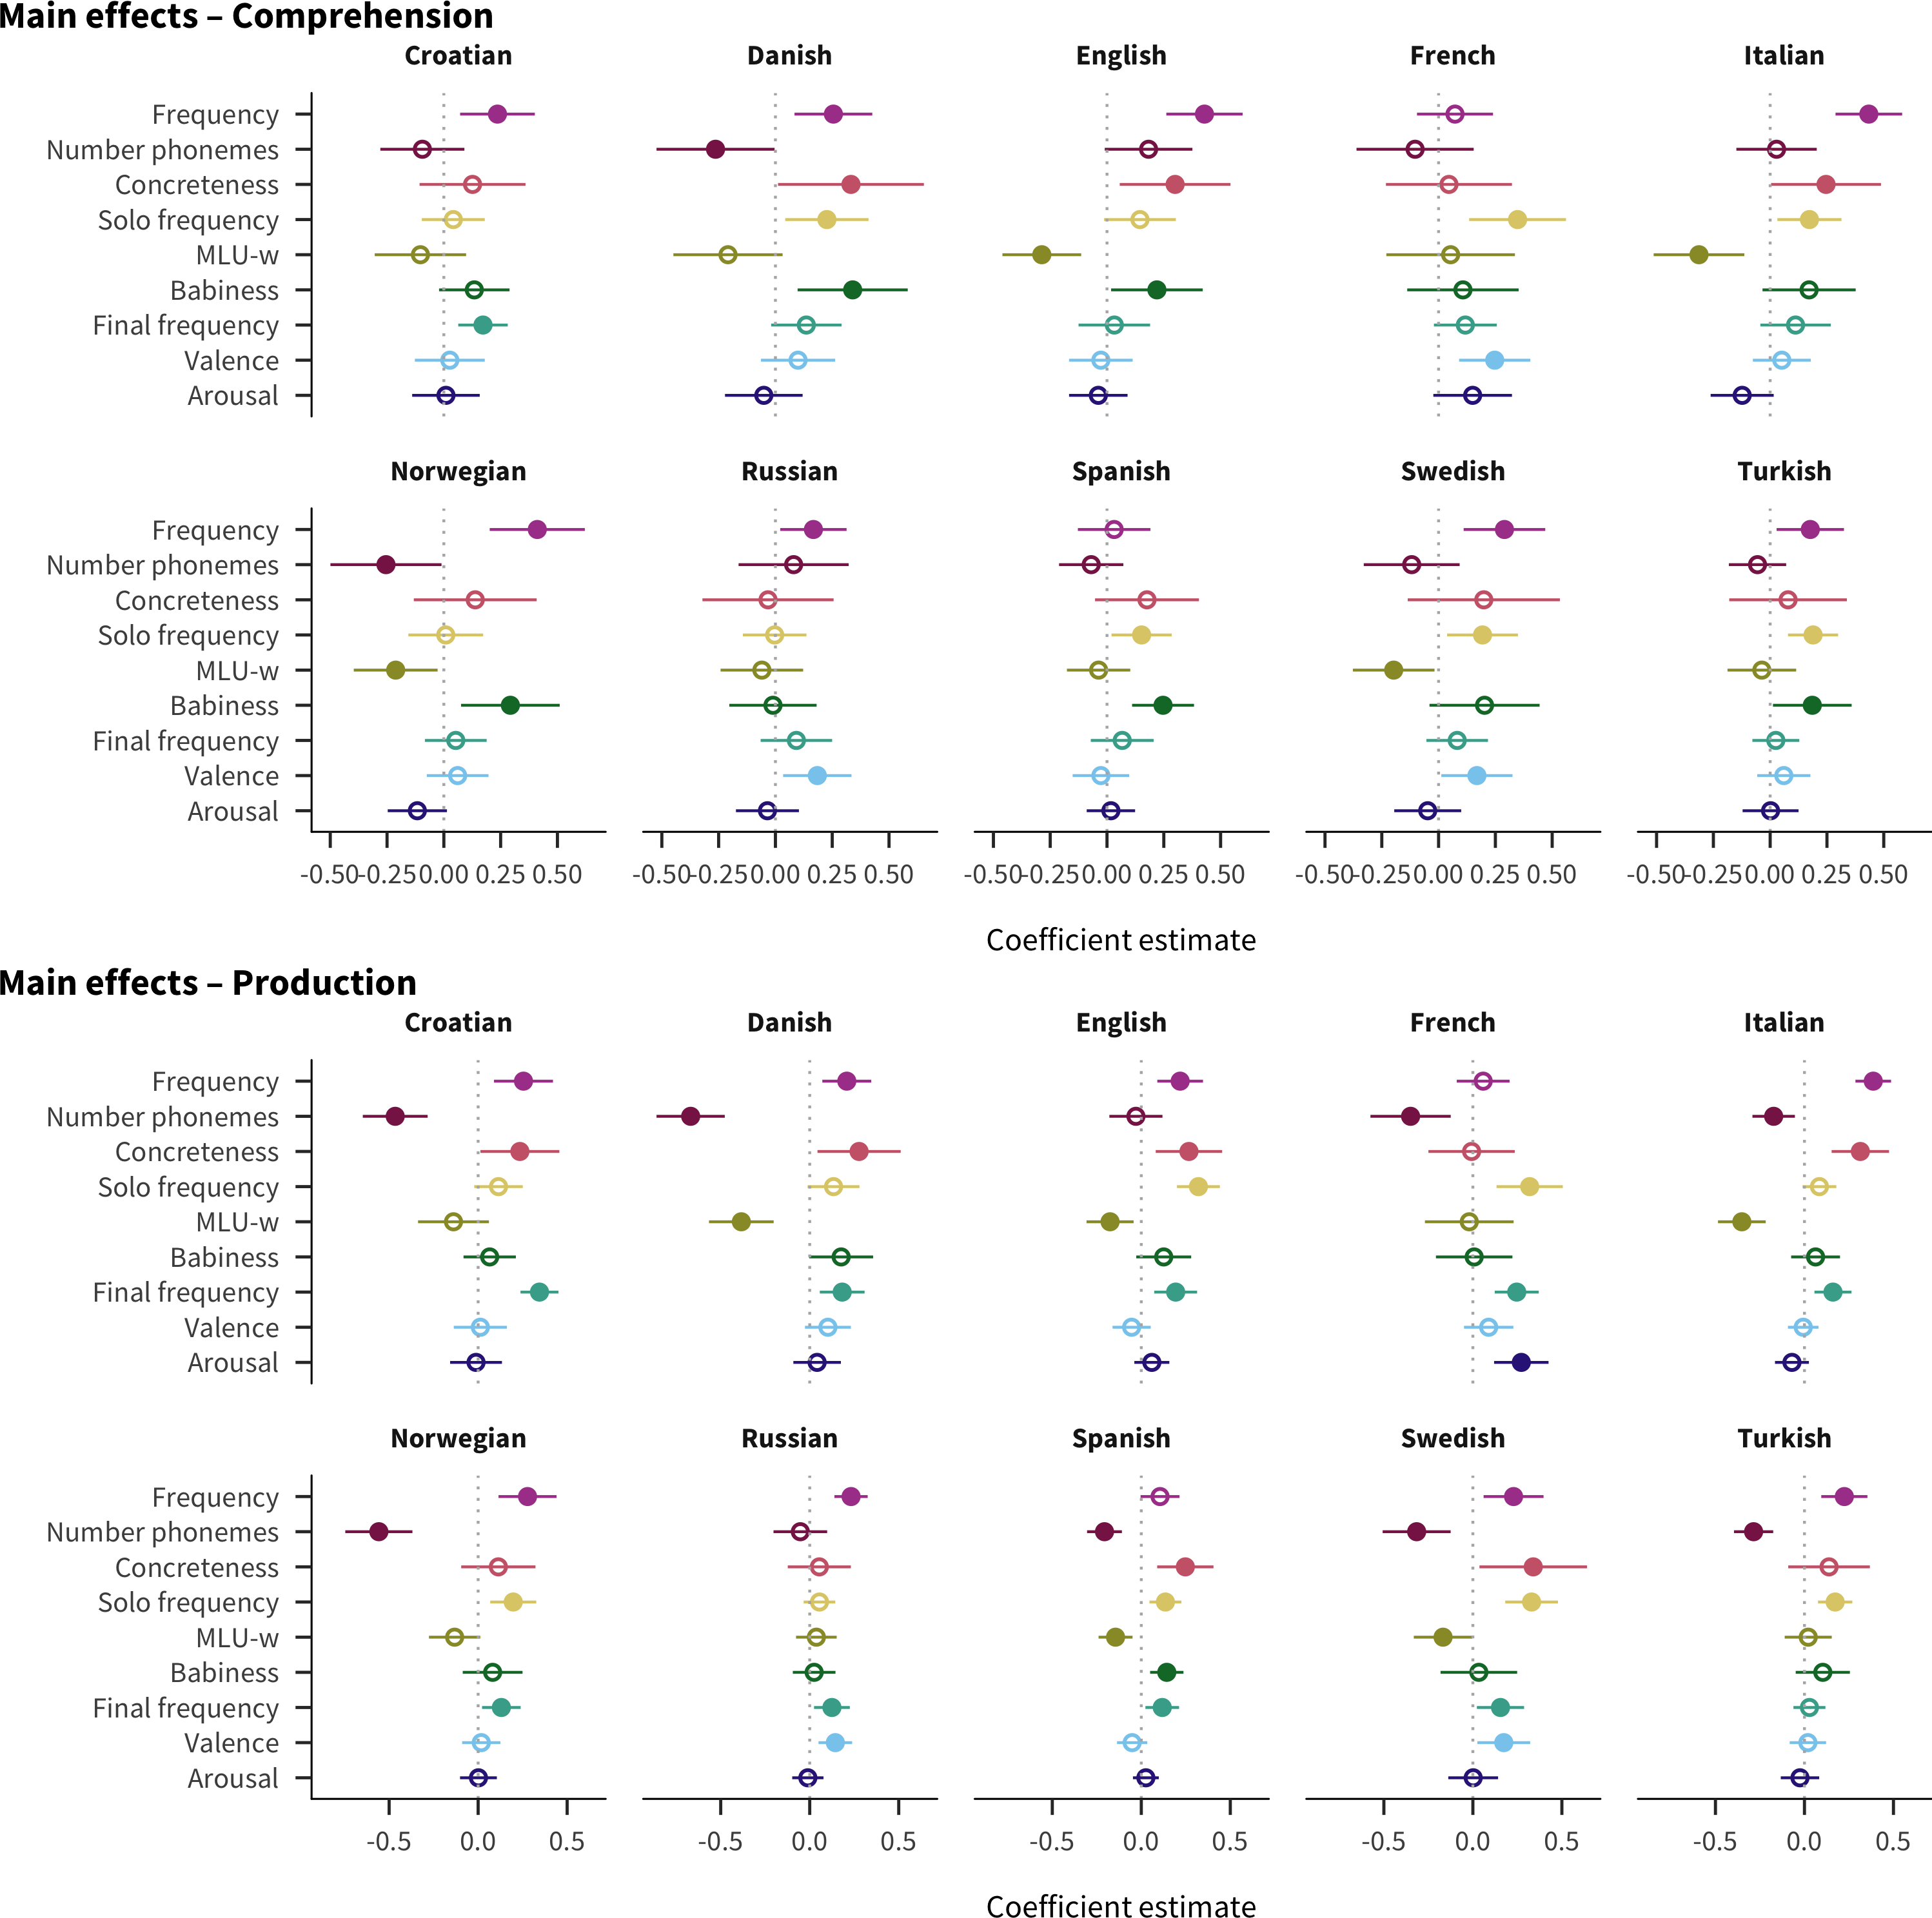 Main effects – Comprehension
Croatian Danish English French Italian
Frequency
Number phonemes
Concreteness
Solo frequency
MLU-w
Babiness
Final frequency
Valence
Arousal
Norwegian Russian Spanish Swedish Turkish
Frequency
Number phonemes
Concreteness
Solo frequency
MLU-w
Babiness
Final frequency
Valence
Arousal
-0.50 -0.25 0.00 0.25 0.50 -0.50 -0.25 0.00 0.25 0.50 -0.50 -0.25 0.00 0.25 0.50 -0.50 -0.25 0.00 0.25 0.50 -0.50 -0.25 0.00 0.25 0.50
Coefficient estimate
Main effects – Production
Croatian Danish English French Italian
Frequency
Number phonemes
Concreteness
Solo frequency
MLU-w
Babiness
Final frequency
Valence
Arousal
Norwegian Russian Spanish Swedish Turkish
Frequency
Number phonemes
Concreteness
Solo frequency
MLU-w
Babiness
Final frequency
Valence
Arousal
-0.5 0.0 0.5 -0.5 0.0 0.5 -0.5 0.0 0.5 -0.5 0.0 0.5 -0.5 0.0 0.5
Coefficient estimate